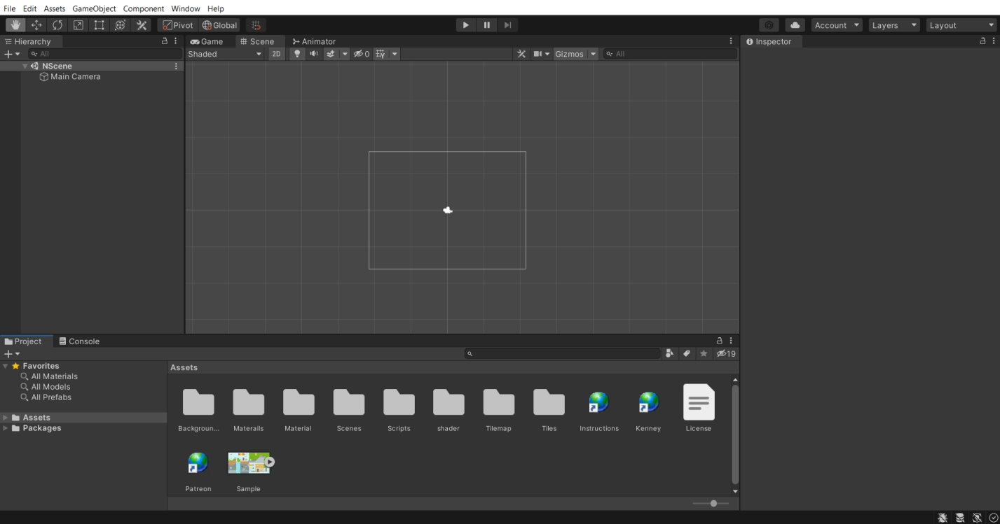 File Edit Assets GameObject Component Window Help
Pivot Global Account Layers Layout
Hierarchy Game Scene Animator Inspector
All Shaded 2D 0 Gizmos All
NScene
Main Camera
Project Console
19
Favorites
All Materials
All Models
All Prefabs
Assets
Packages
Assets
Backgroun... Materails Material Scenes Scripts shader Tilemap Tiles Instructions Kenney License
Patreon Sample